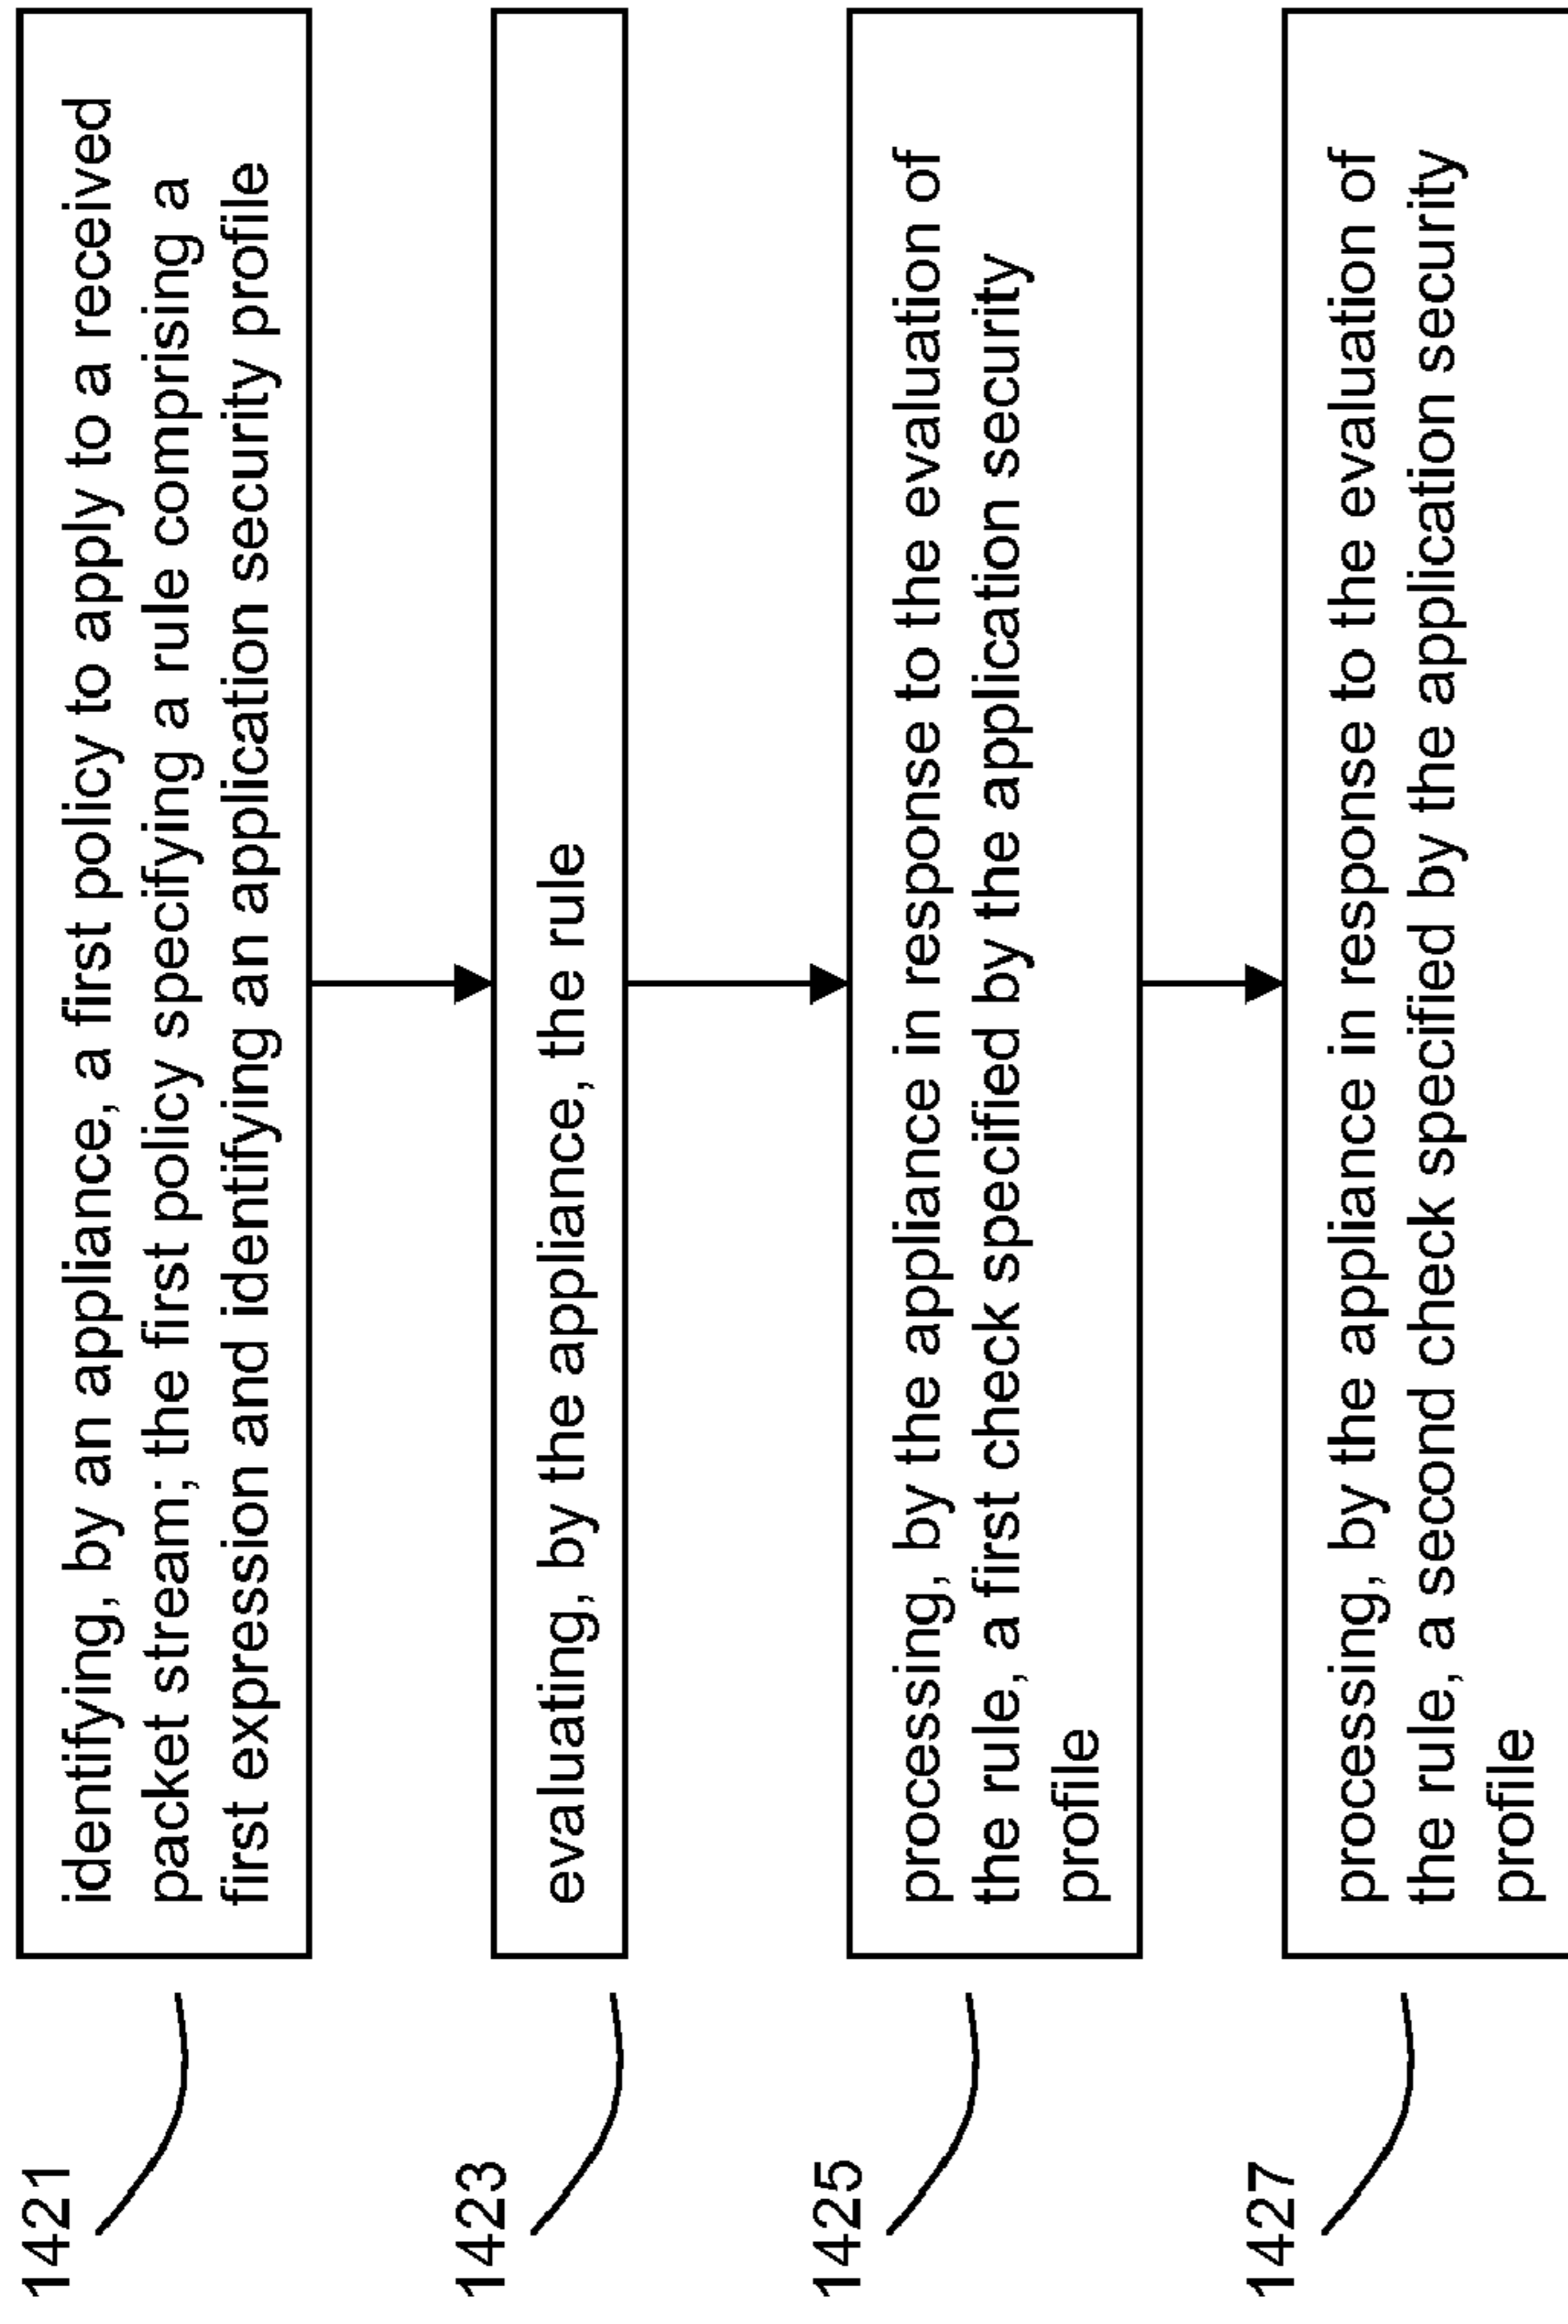 1421
identifying, by an appliance, a first policy to apply to a received
packet stream; the first policy specifying a rule comprising a
first expression and identifying an application security profile
1423
evaluating, by the appliance, the rule
1425
processing, by the appliance in response to the evaluation of
the rule, a first check specified by the application security
profile
1427
processing, by the appliance in response to the evaluation of
the rule, a second check specified by the application security
profile